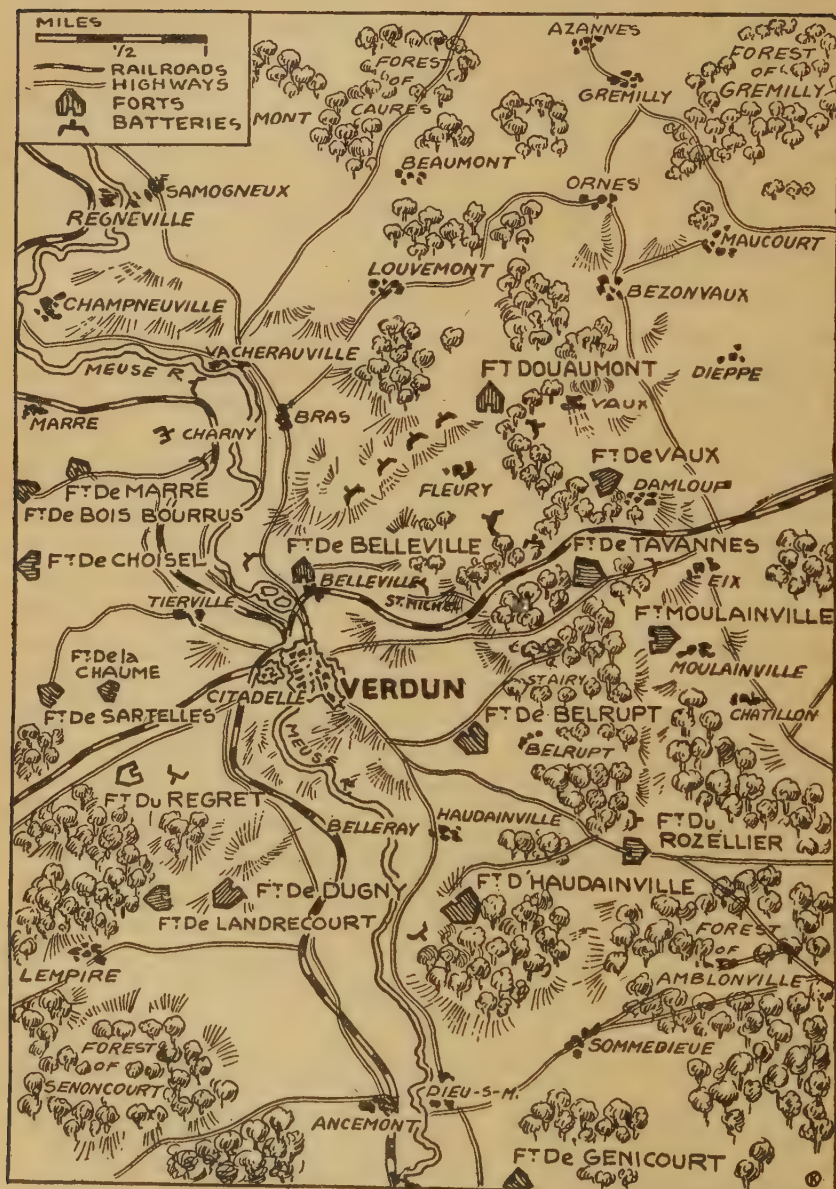 MILES
1/2
RAILROADS
HIGHWAYS
FORTS
BATTERIES
AZANNES
FOREST
OF
CAURES
FOREST
OF
GREMILLY
GREMILLY
MONT
BEAUMONT
SAMOGNEUX
ORNES
REGNEVILLE
MAUCOURT
LOUVEMONT
BEZONVAUX
CHAMPNEUVILLE
VACHERAUVILLE
MEUSE R.
FT DOUAUMONT
DIEPPE
VAUX
MARRE
BRAS
CHARNY
FT. DeVAUX
FT. De MARRE
FLEURY
DAMLOUP
FT. De BOIS BOURRUS
FT. De BELLEVILLE
FT. De TAVANNES
FT. De CHOISEL
BELLEVILLE
EIX
ST. MICHEL
TIERVILLE
FT. MOULAINVILLE
FT. De la
CHAUME
MOULAINVILLE
STAIRY
CITADELLE
VERDUN
FT. De SARTELLES
FT. De BELRUPT
CHATILLON
MEUSE R.
BELRUPT
FT. Du REGRET
BELLERAY
HAUDAINVILLE
FT. Du
ROZELLIER
FT. De DUGNY
FT. D'HAUDAINVILLE
FT. De LANDRECOURT
FOREST
OF
AMBLONVILLE
LEMPIRE
FOREST
OF
SENONCOURT
SOMMEDIEUE
DIEU-S-M.
ANCEMONT
FT. De GENICOURT
K